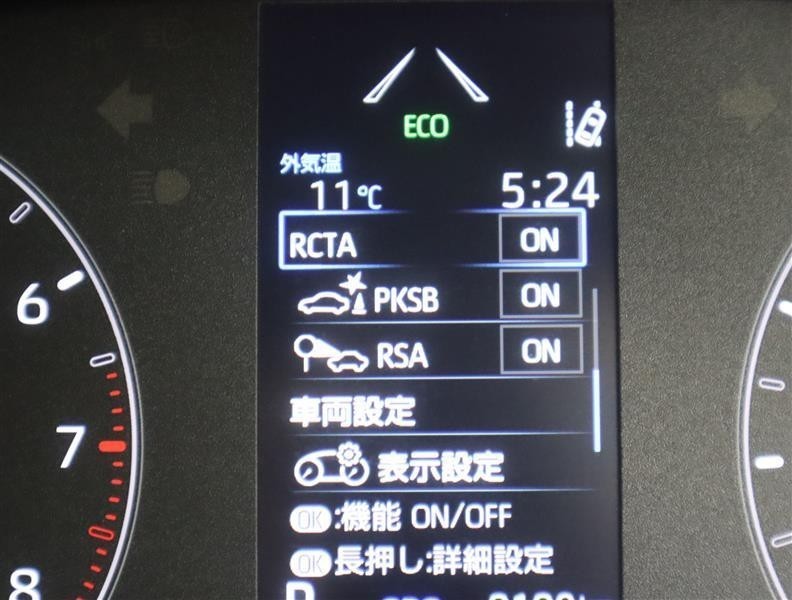 ECO
外気温
11℃ 5:24
RCTA ON
PKSB ON
RSA ON
車両設定
表示設定
OK:機能 ON/OFF
OK長押し:詳細設定
6
7
8